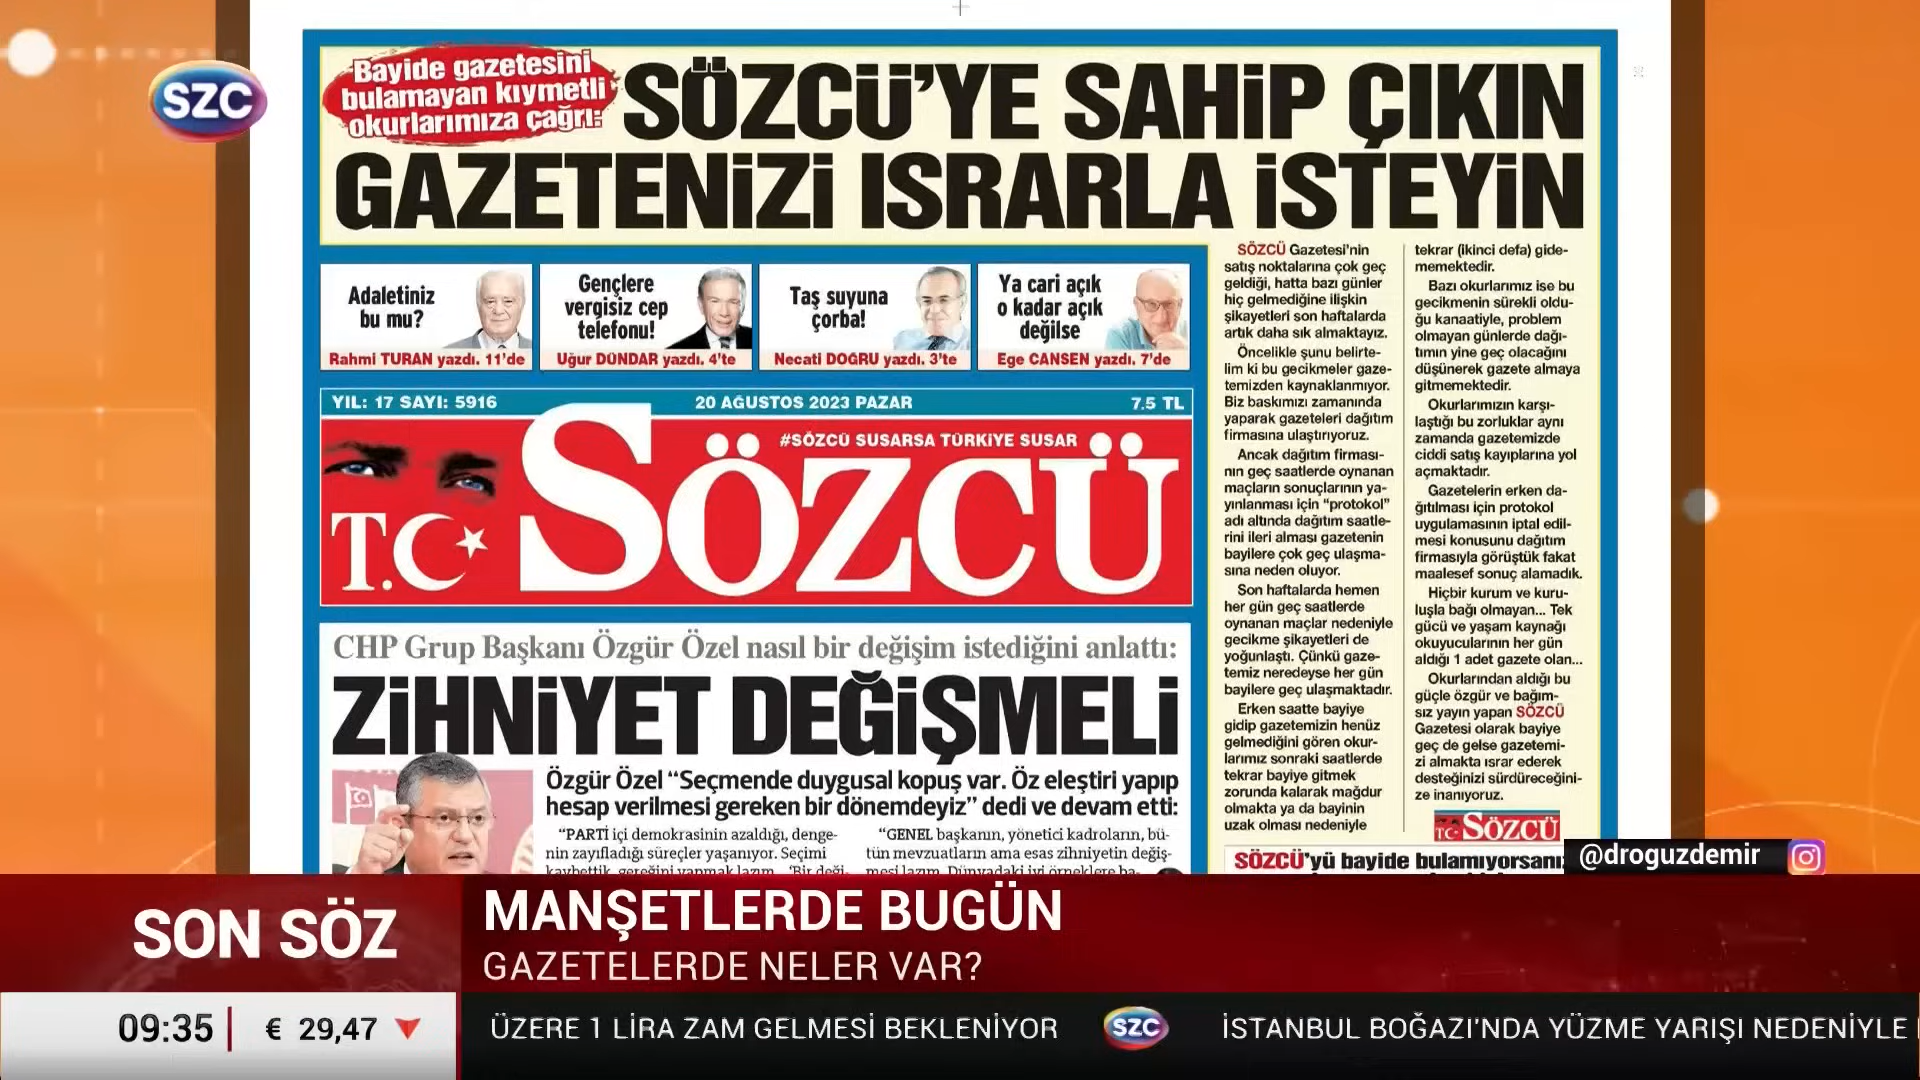 SZC
Bayide gazetesini
bulamayan kıymetli
okurlarımıza çağrı:
SÖZCÜ'YE SAHİP ÇIKIN
GAZETENİZİ ISRARLA İSTEYİN
Adaletiniz
bu mu?
Rahmi TURAN yazdı. 11'de
Gençlere
vergisiz cep
telefonu!
Uğur DÜNDAR yazdı. 4'te
Taş suyuna
çorba!
Necati DOĞRU yazdı. 3'te
Ya cari açık
o kadar açık
değilse
Ege CANSEN yazdı. 7'de
YIL: 17 SAYI: 5916
20 AĞUSTOS 2023 PAZAR
7.5 TL
#SÖZCÜ SUSARSA TÜRKİYE SUSAR
T.C
SÖZCÜ
CHP Grup Başkanı Özgür Özel nasıl bir değişim istediğini anlattı:
ZİHNİYET DEĞİŞMELİ
Özgür Özel “Seçmende duygusal kopuş var. Öz eleştiri yapıp
hesap verilmesi gereken bir dönemdeyiz” dedi ve devam etti:
“PARTİ içi demokrasinin azaldığı, denge-
nin zayıfladığı süreçler yaşanıyor. Seçimi
kaybettik, gereğini yapmak lazım. ‘Bir deği-
“GENEL başkanın, yönetici kadroların, bü-
tün mevzuatların ama esas zihniyetin değiş-
mesi lazım. Dünyadaki iyi örneklere ba-
SÖZCÜ Gazetesi'nin
satış noktalarına çok geç
geldiği, hatta bazı günler
hiç gelmediğine ilişkin
şikayetleri son haftalarda
artık daha sık almaktayız.
Öncelikle şunu belirte-
lim ki bu gecikmeler gaze-
temizden kaynaklanmıyor.
Biz baskımızı zamanında
yaparak gazeteleri dağıtım
firmasına ulaştırıyoruz.
Ancak dağıtım firması-
nın geç saatlerde oynanan
maçların sonuçlarının ya-
yınlanması için “protokol”
adı altında dağıtım saatle-
rini ileri alması gazetenin
bayilere çok geç ulaşma-
sına neden oluyor.
Son haftalarda hemen
her gün geç saatlerde
oynanan maçlar nedeniyle
gecikme şikayetleri de
yoğunlaştı. Çünkü gaze-
temiz neredeyse her gün
bayilere geç ulaşmaktadır.
Erken saatte bayiye
gidip gazetemizin henüz
gelmediğini gören okur-
larımız sonraki saatlerde
tekrar bayiye gitmek
zorunda kalarak mağdur
olmakta ya da bayinin
uzak olması nedeniyle
tekrar (ikinci defa) gide-
memektedir.
Bazı okurlarımız ise bu
gecikmenin sürekli oldu-
ğu kanaatiyle, problem
olmayan günlerde dağı-
tımın yine geç olacağını
düşünerek gazete almaya
gitmemektedir.
Okurlarımızın karşı-
laştığı bu zorluklar aynı
zamanda gazetemizde
ciddi satış kayıplarına yol
açmaktadır.
Gazetelerin erken da-
ğıtılması için protokol
uygulamasının iptal edil-
mesi konusunu dağıtım
firmasıyla görüştük fakat
maalesef sonuç alamadık.
Hiçbir kurum ve kuru-
luşla bağı olmayan... Tek
gücü ve yaşam kaynağı
okuyucularının her gün
aldığı 1 adet gazete olan...
Okurlarından aldığı bu
güçle özgür ve bağım-
sız yayın yapan SÖZCÜ
Gazetesi olarak bayiye
geç de gelse gazetemi-
zi almakta ısrar ederek
desteğinizi sürdüreceğini-
ze inanıyoruz.
T.C SÖZCÜ
SÖZCÜ'yü bayide bulamıyorsanı
@droguzdemir
SON SÖZ
MANŞETLERDE BUGÜN
GAZETELERDE NELER VAR?
09:35
€ 29,47
ÜZERE 1 LİRA ZAM GELMESİ BEKLENİYOR
SZC
İSTANBUL BOĞAZI'NDA YÜZME YARIŞI NEDENİYLE